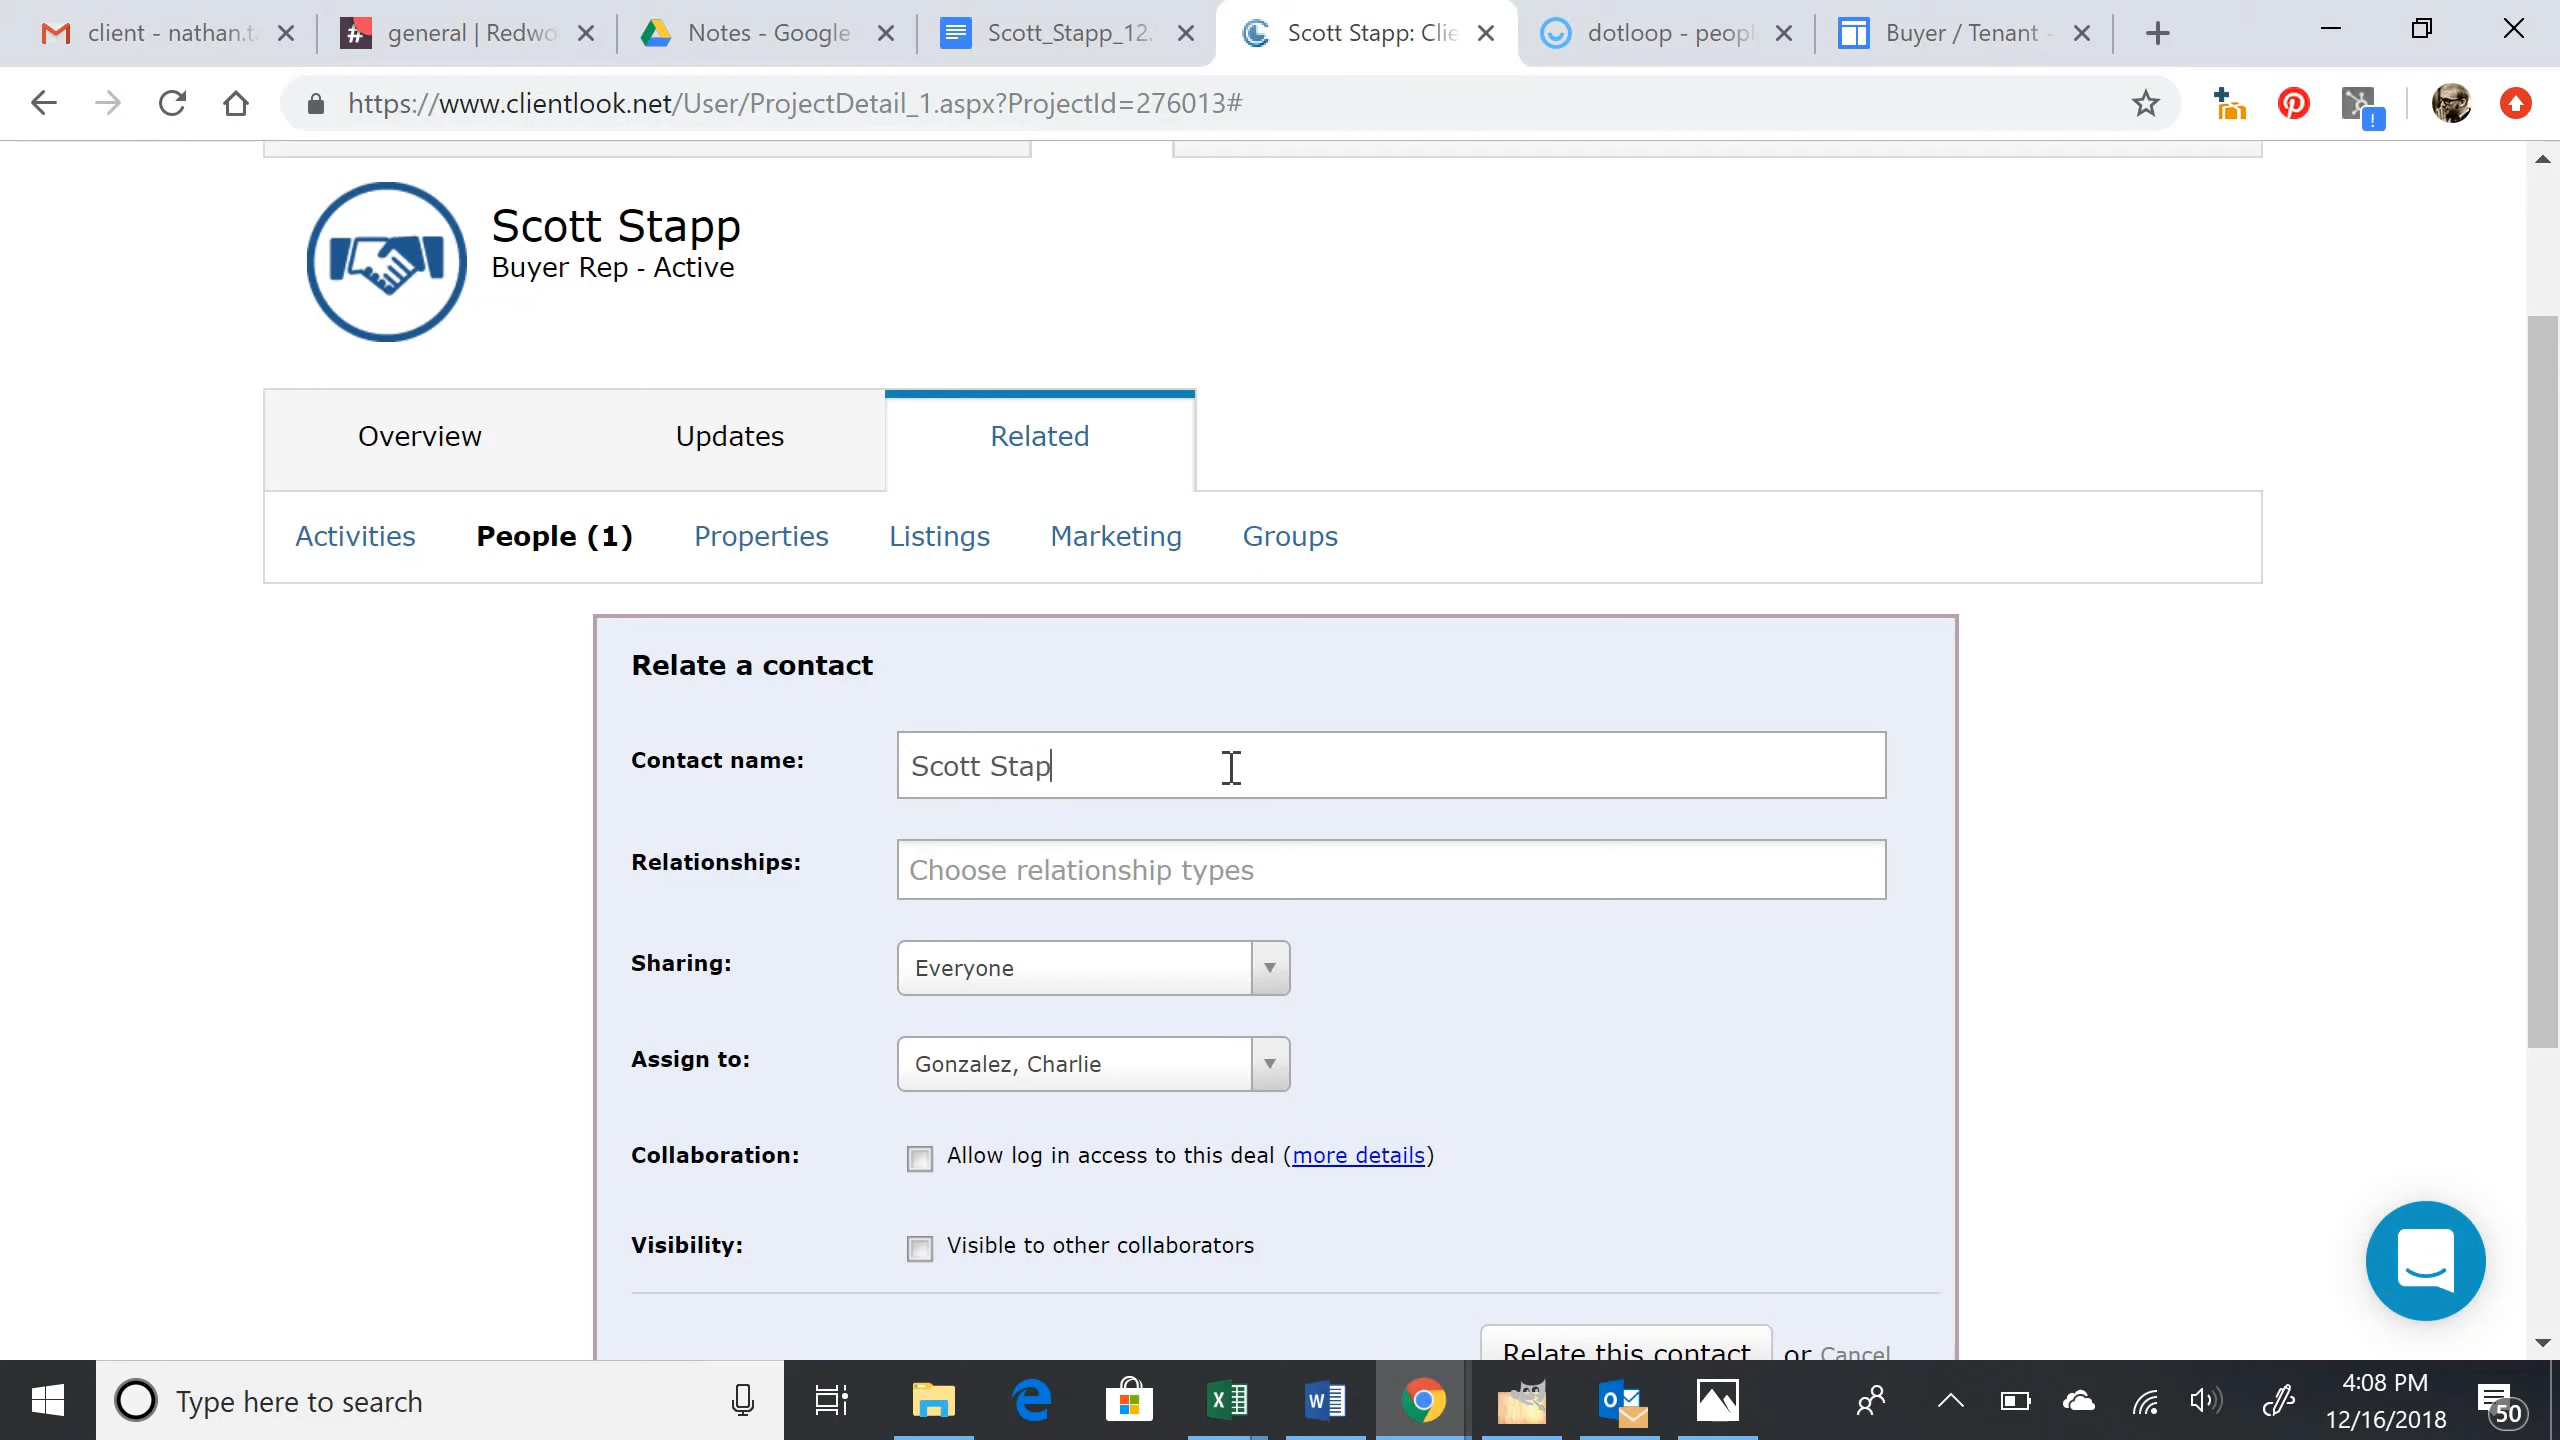 client - nathan.ta
general | Redwo
Notes - Google
Scott_Stapp_12.
Scott Stapp: Clie
dotloop - peopl
Buyer / Tenant -
https://www.clientlook.net/User/ProjectDetail_1.aspx?ProjectId=276013#
Scott Stapp
Buyer Rep - Active
Overview
Updates
Related
Activities
People (1)
Properties
Listings
Marketing
Groups
Relate a contact
Contact name:
Scott Stap
Relationships:
Choose relationship types
Sharing:
Everyone
Assign to:
Gonzalez, Charlie
Collaboration:
Allow log in access to this deal (more details)
Visibility:
Visible to other collaborators
Relate this contact or Cancel
Type here to search
4:08 PM
12/16/2018
50